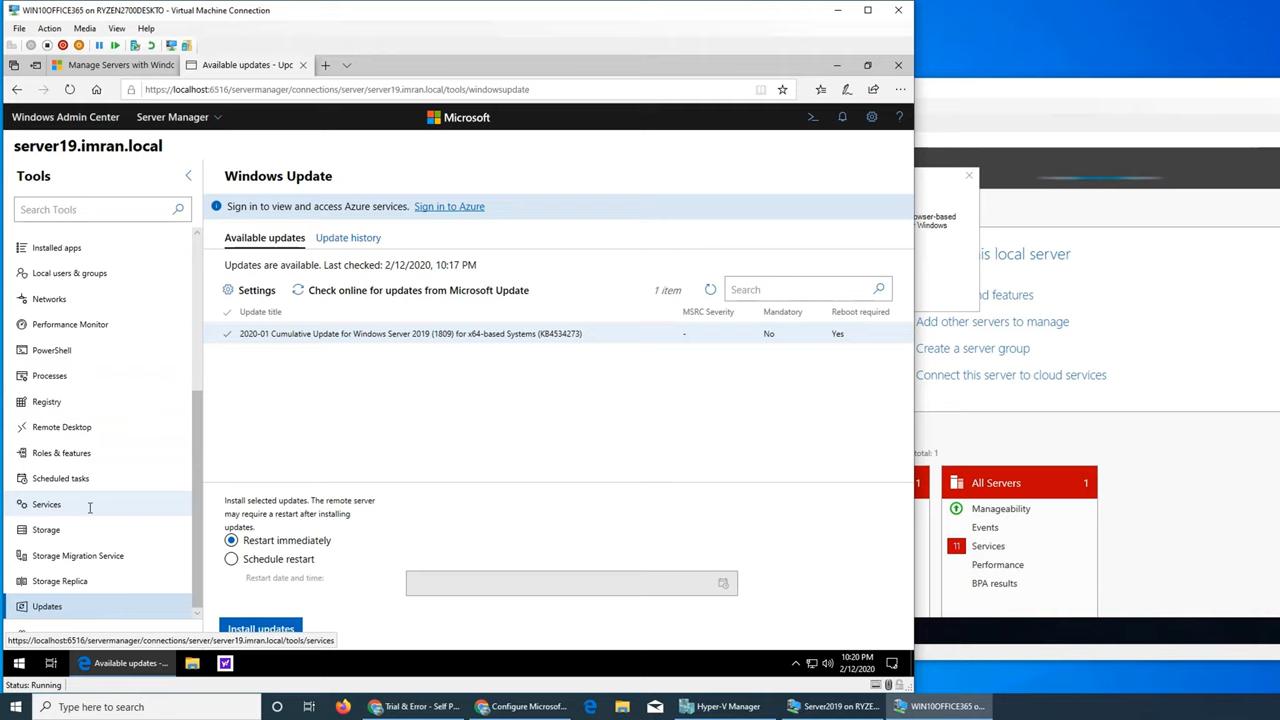 WIN10OFFICE365 on RYZEN2700DESKTO - Virtual Machine Connection
File Action Media View Help
Manage Servers with Windo
Available updates - Upc
https://localhost:6516/servermanager/connections/server/server19.imran.local/tools/windowsupdate
Windows Admin Center
Server Manager
Microsoft
server19.imran.local
Tools
Search Tools
Installed apps
Local users & groups
Networks
Performance Monitor
PowerShell
Processes
Registry
Remote Desktop
Roles & features
Scheduled tasks
Services
Storage
Storage Migration Service
Storage Replica
Updates
https://localhost:6516/servermanager/connections/server/server19.imran.local/tools/services
Windows Update
Sign in to view and access Azure services. Sign in to Azure
Available updates Update history
Updates are available. Last checked: 2/12/2020, 10:17 PM
Settings Check online for updates from Microsoft Update 1 item Search
Update title MSRC Severity Mandatory Reboot required
2020-01 Cumulative Update for Windows Server 2019 (1809) for x64-based Systems (KB4534273) - No Yes
Install selected updates. The remote server
may require a restart after installing
updates.
Restart immediately
Schedule restart
Restart date and time:
Install updates
owser-based
Windows
is local server
nd features
Add other servers to manage
Create a server group
Connect this server to cloud services
total: 1
1
All Servers 1
Manageability
Events
11 Services
Performance
BPA results
Available updates -...
10:20 PM
2/12/2020
Status: Running
Type here to search
Trial & Error - Self P...
Configure Microsof...
Hyper-V Manager
Server2019 on RYZE...
WIN10OFFICE365 o...